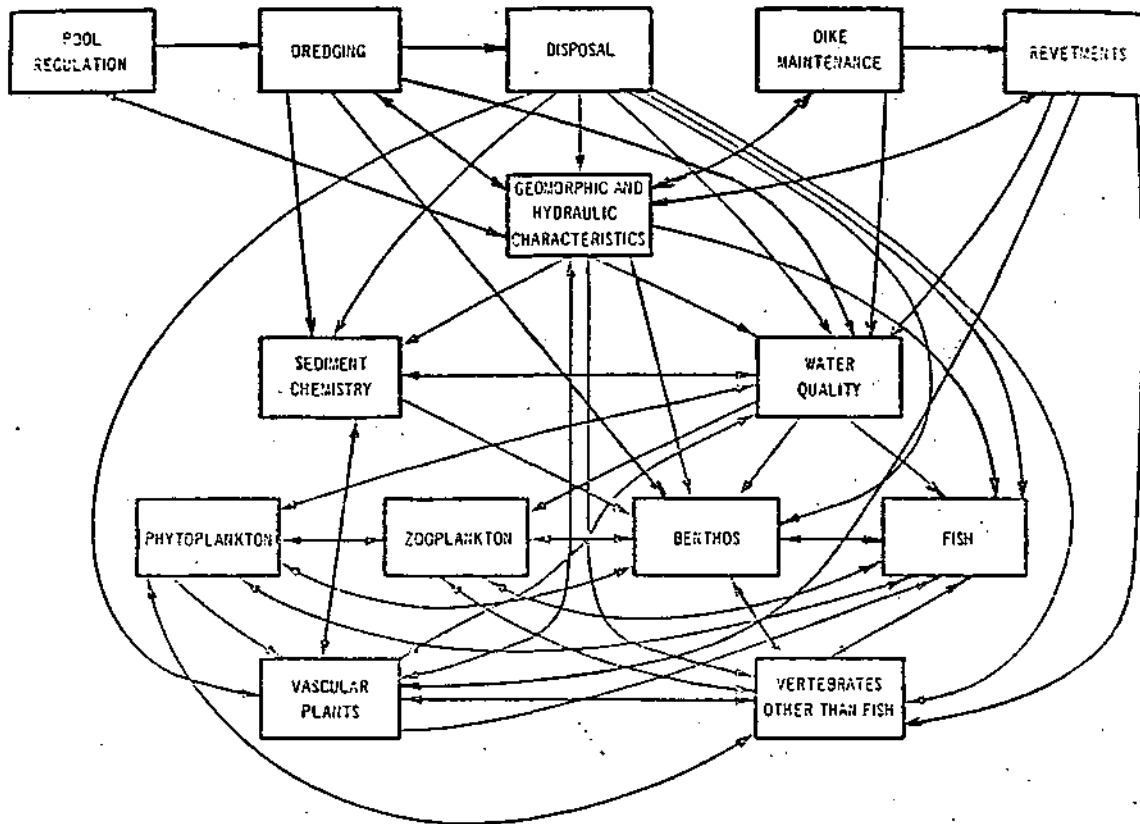 POOL
REGULATION
DREDGING
DISPOSAL
DIKE
MAINTENANCE
REVETMENTS
GEOMORPHIC AND
HYDRAULIC
CHARACTERISTICS
SEDIMENT
CHEMISTRY
WATER
QUALITY
PHYTOPLANKTON
ZOOPLANKTON
BENTHOS
FISH
VASCULAR
PLANTS
VERTEBRATES
OTHER THAN FISH